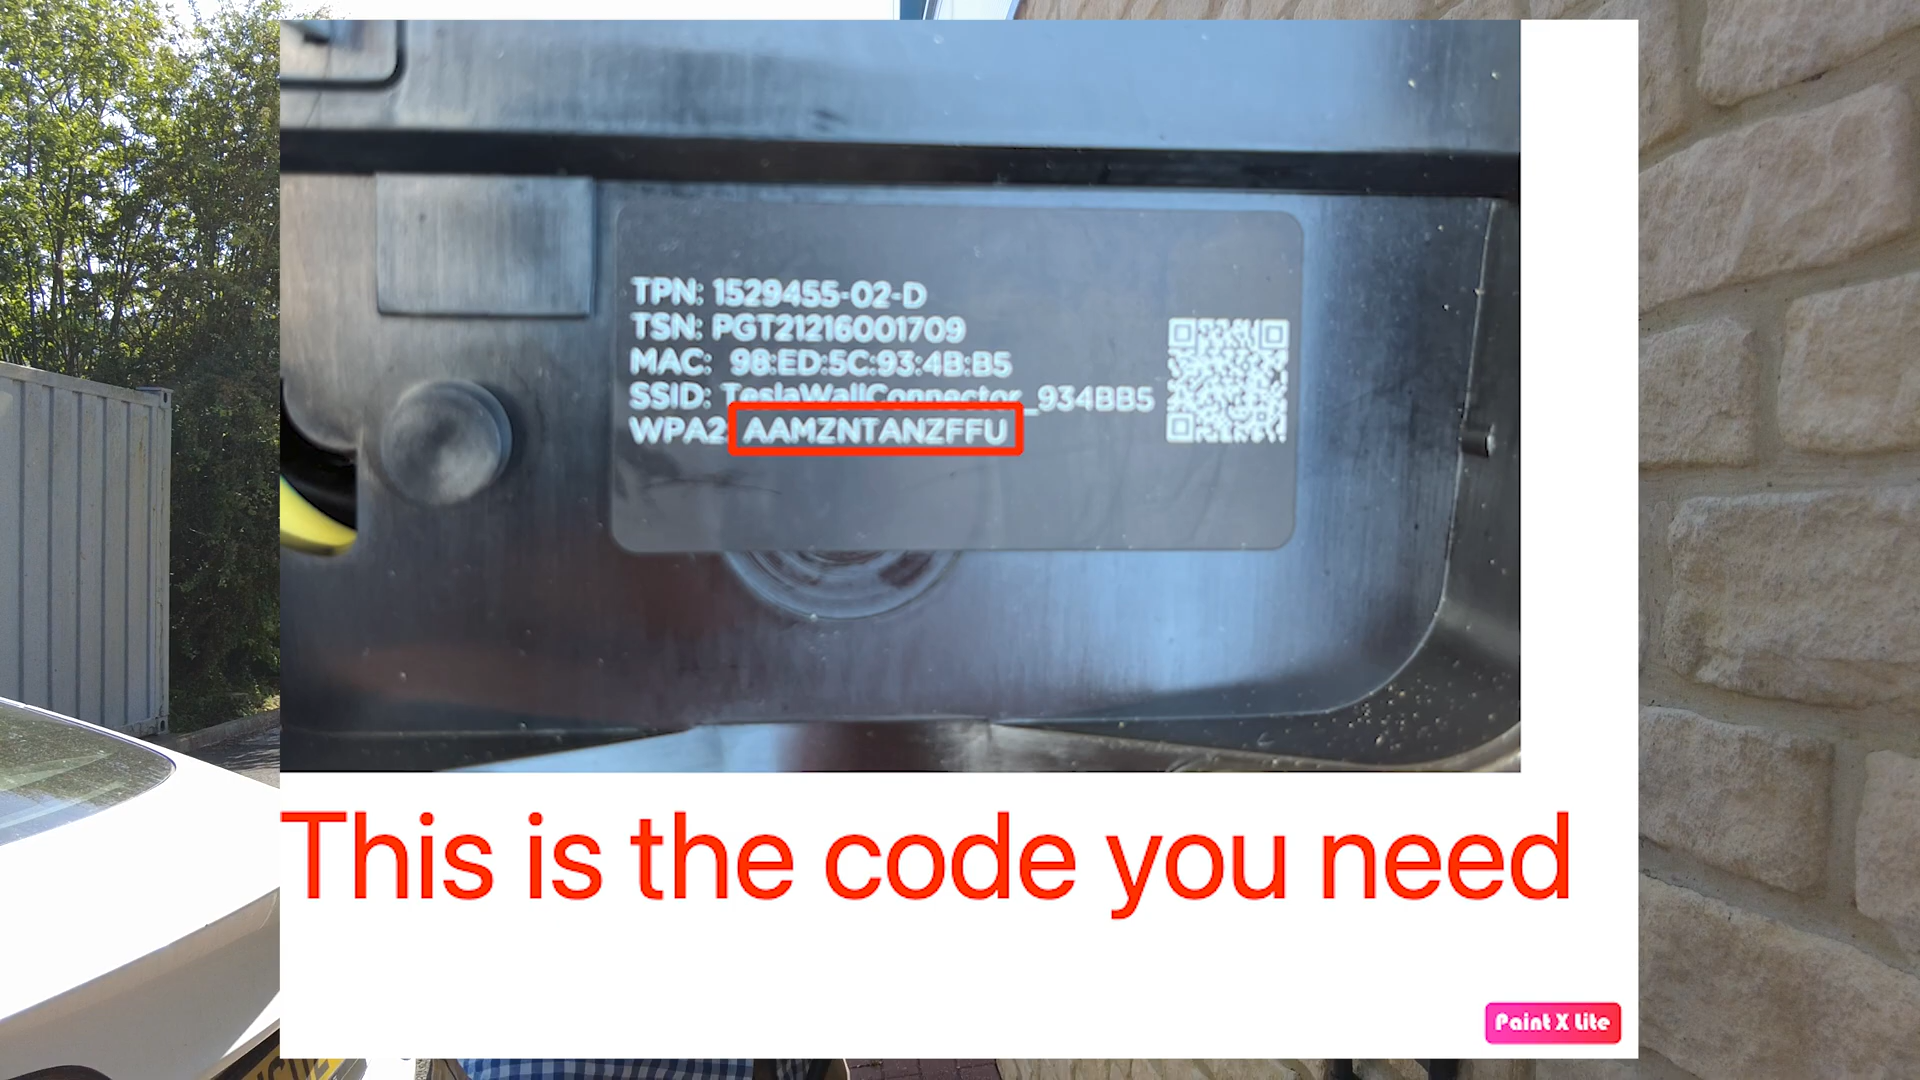 TPN: 1529455-02-D
TSN: PGT21216001709
MAC: 98:ED:5C:93:4B:B5
SSID: TeslaWallConnector_934BB5
WPA2 AAMZNTANZFFU
This is the code you need
Paint X Lite